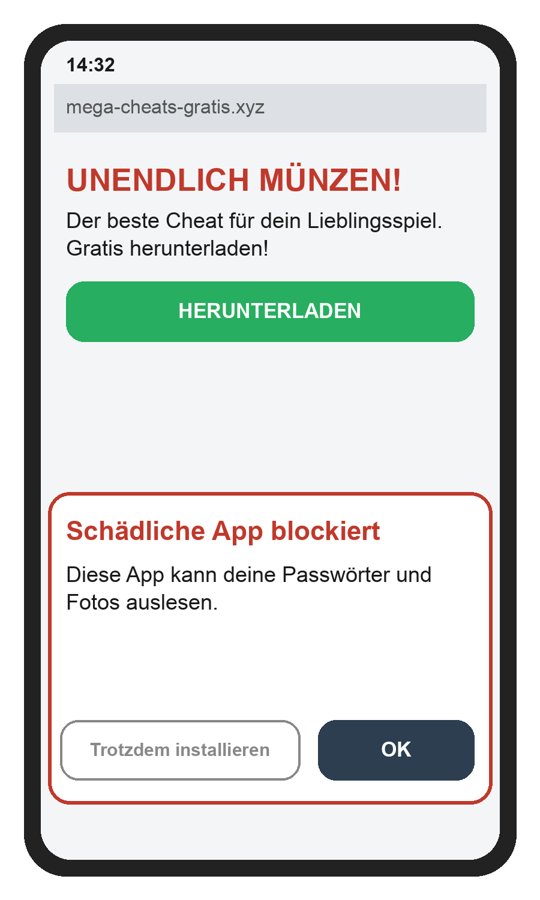 14:32
mega-cheats-gratis.xyz
UNENDLICH MÜNZEN!
Der beste Cheat für dein Lieblingsspiel.
Gratis herunterladen!
HERUNTERLADEN
Schädliche App blockiert
Diese App kann deine Passwörter und
Fotos auslesen.
Trotzdem installieren
OK